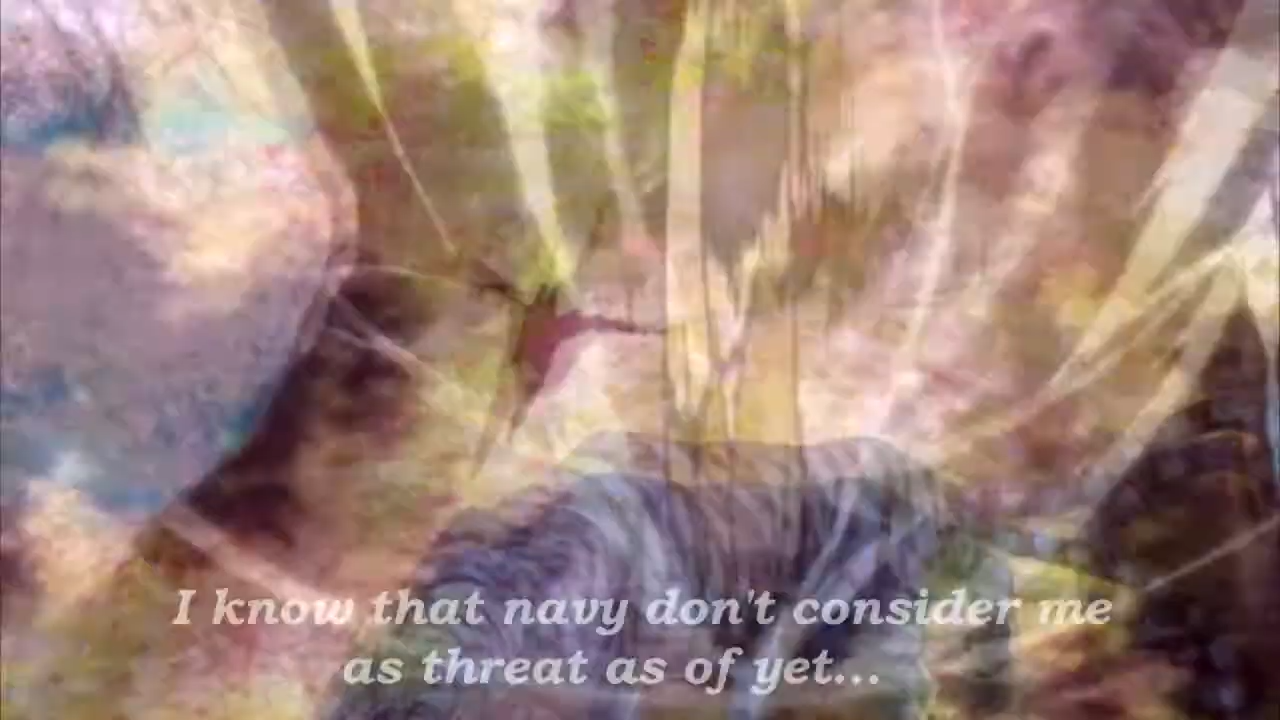 I know that navy don't consider me
as threat as of yet...